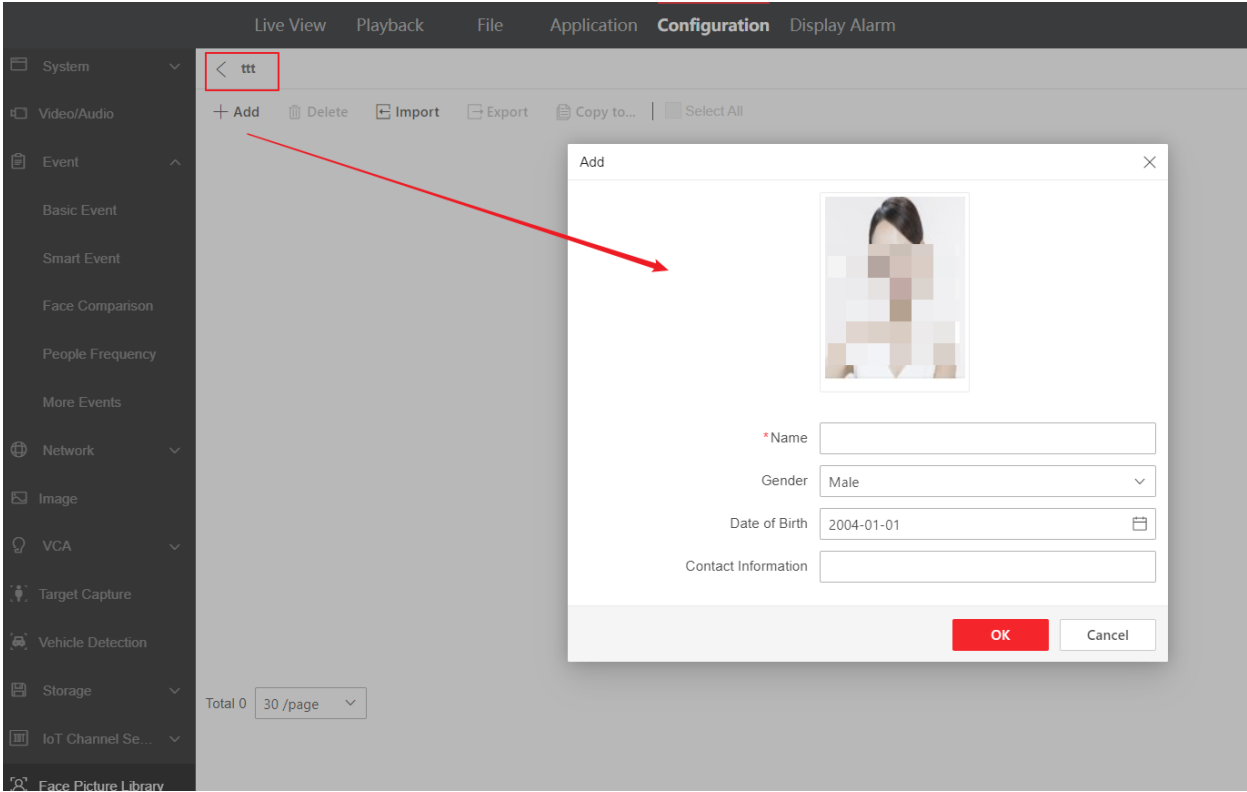 Live View Playback File Application Configuration Display Alarm
System
Video/Audio
Event
Basic Event
Smart Event
Face Comparison
People Frequency
More Events
Network
Image
VCA
Target Capture
Vehicle Detection
Storage
IoT Channel Se...
Face Picture Library
ttt
Add Delete Import Export Copy to... Select All
Add
*Name
Gender Male
Date of Birth 2004-01-01
Contact Information
OK Cancel
Total 0 30 /page